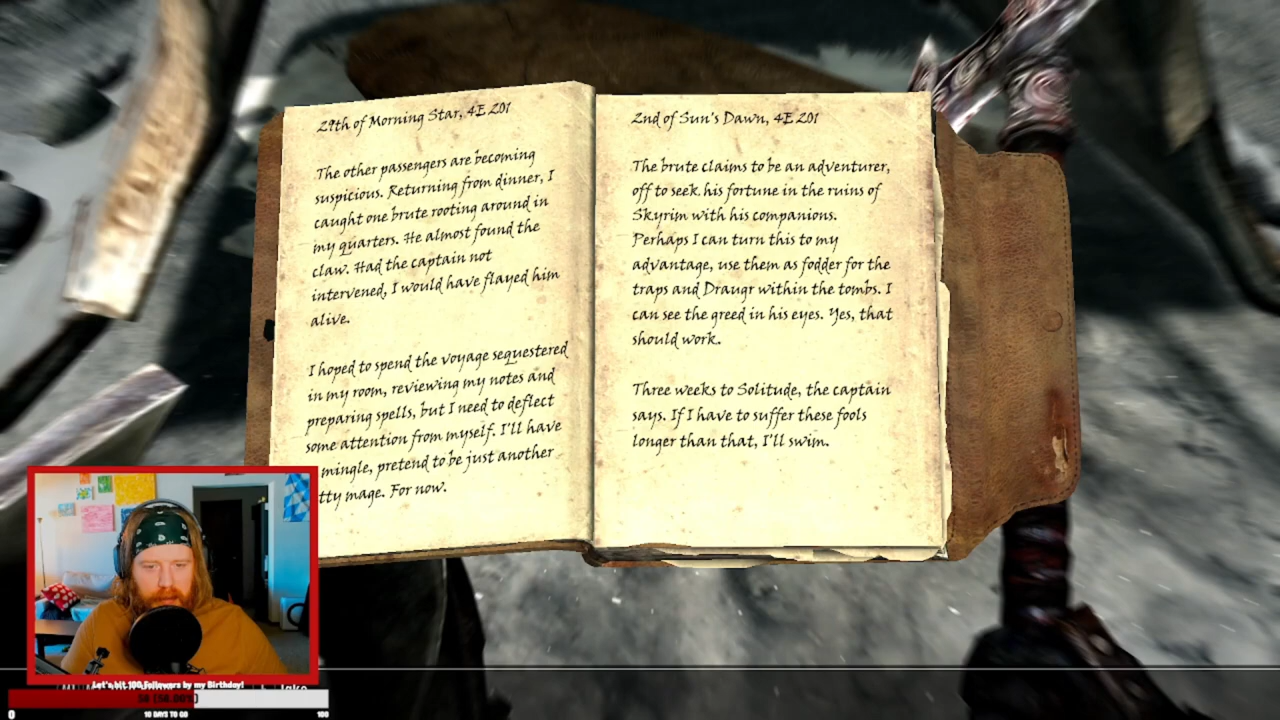 29th of Morning Star, 4E 201
The other passengers are becoming
suspicious. Returning from dinner, I
caught one brute rooting around in
my quarters. He almost found the
claw. Had the captain not
intervened, I would have flayed him
alive.
I hoped to spend the voyage sequestered
in my room, reviewing my notes and
preparing spells, but I need to deflect
some attention from myself. I'll have
mingle, pretend to be just another
tty mage. For now.
2nd of Sun's Dawn, 4E 201
The brute claims to be an adventurer,
off to seek his fortune in the ruins of
Skyrim with his companions.
Perhaps I can turn this to my
advantage, use them as fodder for the
traps and Draugr within the tombs. I
can see the greed in his eyes. Yes, that
should work.
Three weeks to Solitude, the captain
says. If I have to suffer these fools
longer than that, I'll swim.
Let's hit 100 Followers by my Birthday!
0
10 DAYS TO GO
100